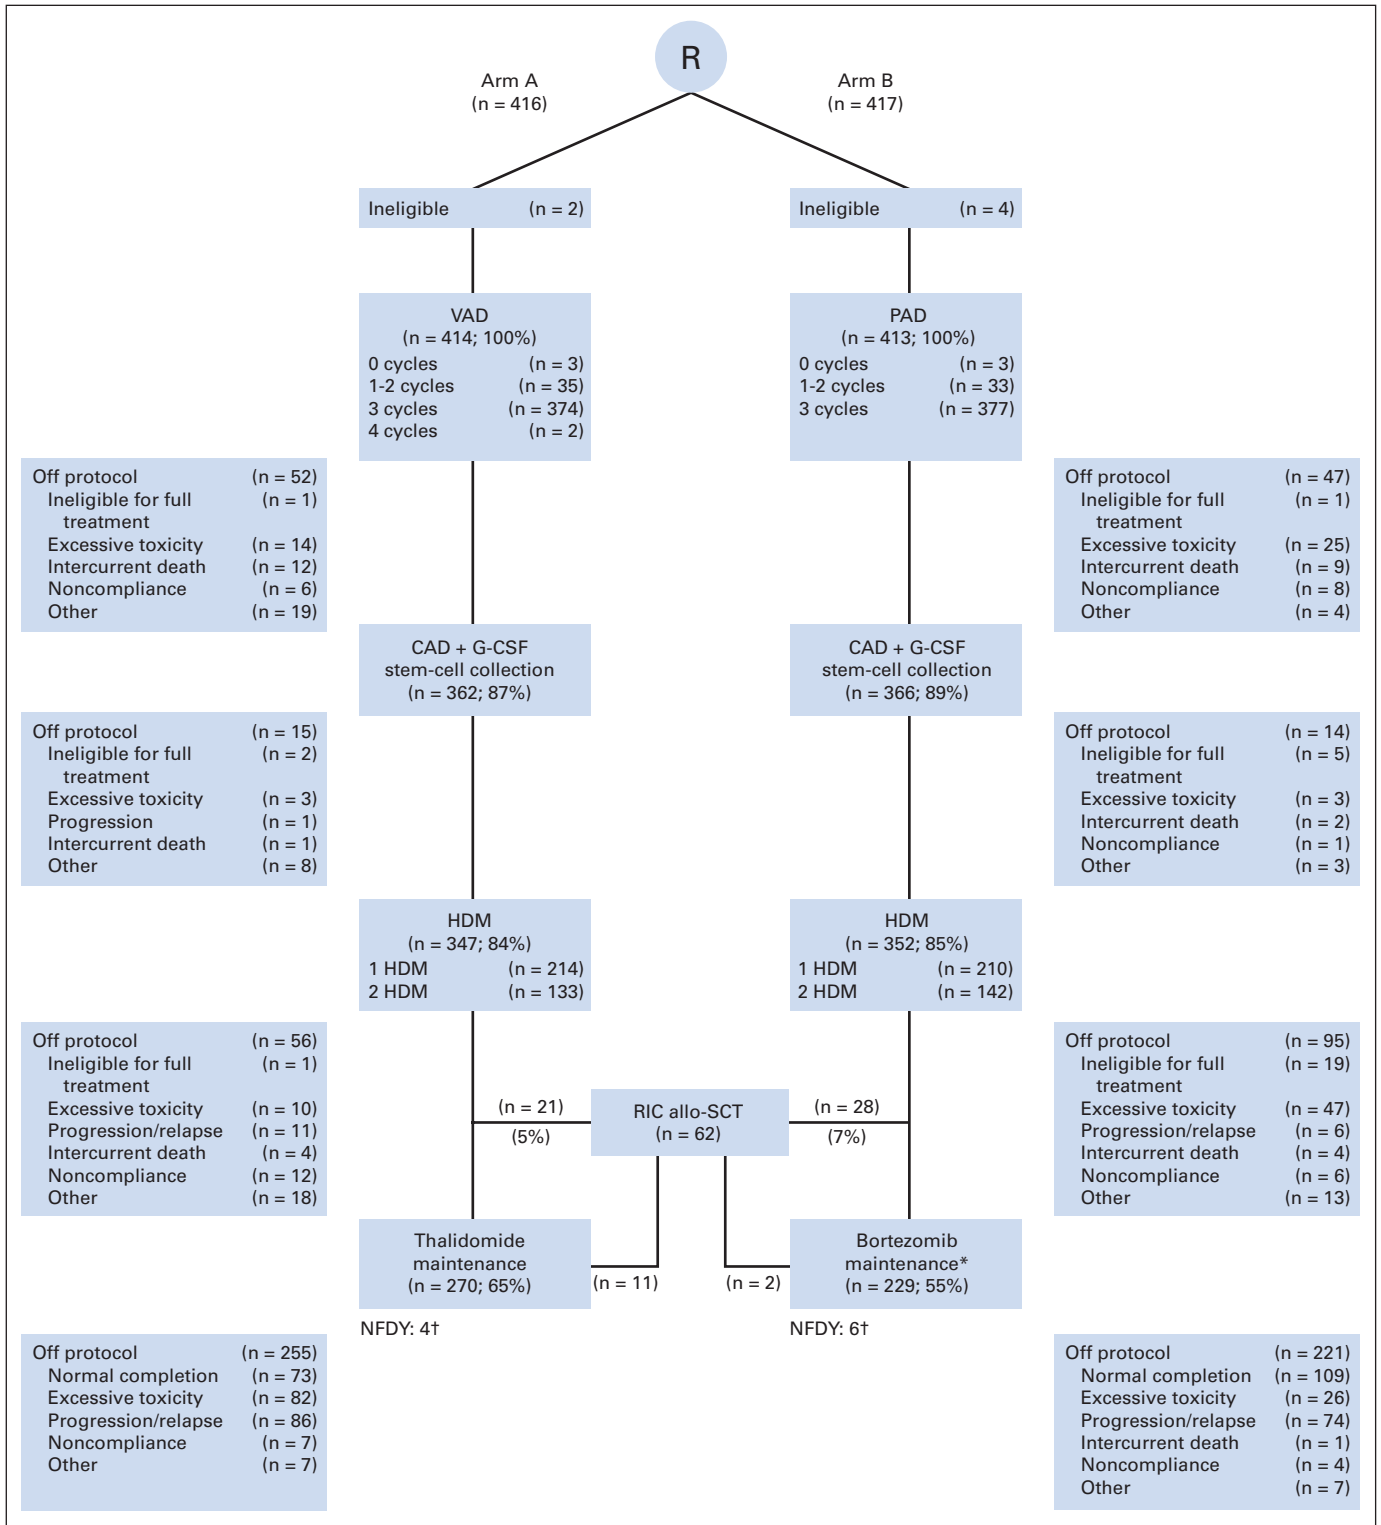 R
Arm A
(n = 416)
Arm B
(n = 417)
Ineligible (n = 2)
Ineligible (n = 4)
VAD
(n = 414; 100%)
0 cycles (n = 3)
1-2 cycles (n = 35)
3 cycles (n = 374)
4 cycles (n = 2)
PAD
(n = 413; 100%)
0 cycles (n = 3)
1-2 cycles (n = 33)
3 cycles (n = 377)
Off protocol (n = 52)
Ineligible for full (n = 1)
treatment
Excessive toxicity (n = 14)
Intercurrent death (n = 12)
Noncompliance (n = 6)
Other (n = 19)
Off protocol (n = 47)
Ineligible for full (n = 1)
treatment
Excessive toxicity (n = 25)
Intercurrent death (n = 9)
Noncompliance (n = 8)
Other (n = 4)
CAD + G-CSF
stem-cell collection
(n = 362; 87%)
CAD + G-CSF
stem-cell collection
(n = 366; 89%)
Off protocol (n = 15)
Ineligible for full (n = 2)
treatment
Excessive toxicity (n = 3)
Progression (n = 1)
Intercurrent death (n = 1)
Other (n = 8)
Off protocol (n = 14)
Ineligible for full (n = 5)
treatment
Excessive toxicity (n = 3)
Intercurrent death (n = 2)
Noncompliance (n = 1)
Other (n = 3)
HDM
(n = 347; 84%)
1 HDM (n = 214)
2 HDM (n = 133)
HDM
(n = 352; 85%)
1 HDM (n = 210)
2 HDM (n = 142)
Off protocol (n = 56)
Ineligible for full (n = 1)
treatment
Excessive toxicity (n = 10)
Progression/relapse (n = 11)
Intercurrent death (n = 4)
Noncompliance (n = 12)
Other (n = 18)
(n = 21)
(5%)
RIC allo-SCT
(n = 62)
(n = 28)
(7%)
Off protocol (n = 95)
Ineligible for full (n = 19)
treatment
Excessive toxicity (n = 47)
Progression/relapse (n = 6)
Intercurrent death (n = 4)
Noncompliance (n = 6)
Other (n = 13)
Thalidomide
maintenance
(n = 270; 65%)
(n = 11)
(n = 2)
Bortezomib
maintenance*
(n = 229; 55%)
NFDY: 4†
NFDY: 6†
Off protocol (n = 255)
Normal completion (n = 73)
Excessive toxicity (n = 82)
Progression/relapse (n = 86)
Noncompliance (n = 7)
Other (n = 7)
Off protocol (n = 221)
Normal completion (n = 109)
Excessive toxicity (n = 26)
Progression/relapse (n = 74)
Intercurrent death (n = 1)
Noncompliance (n = 4)
Other (n = 7)